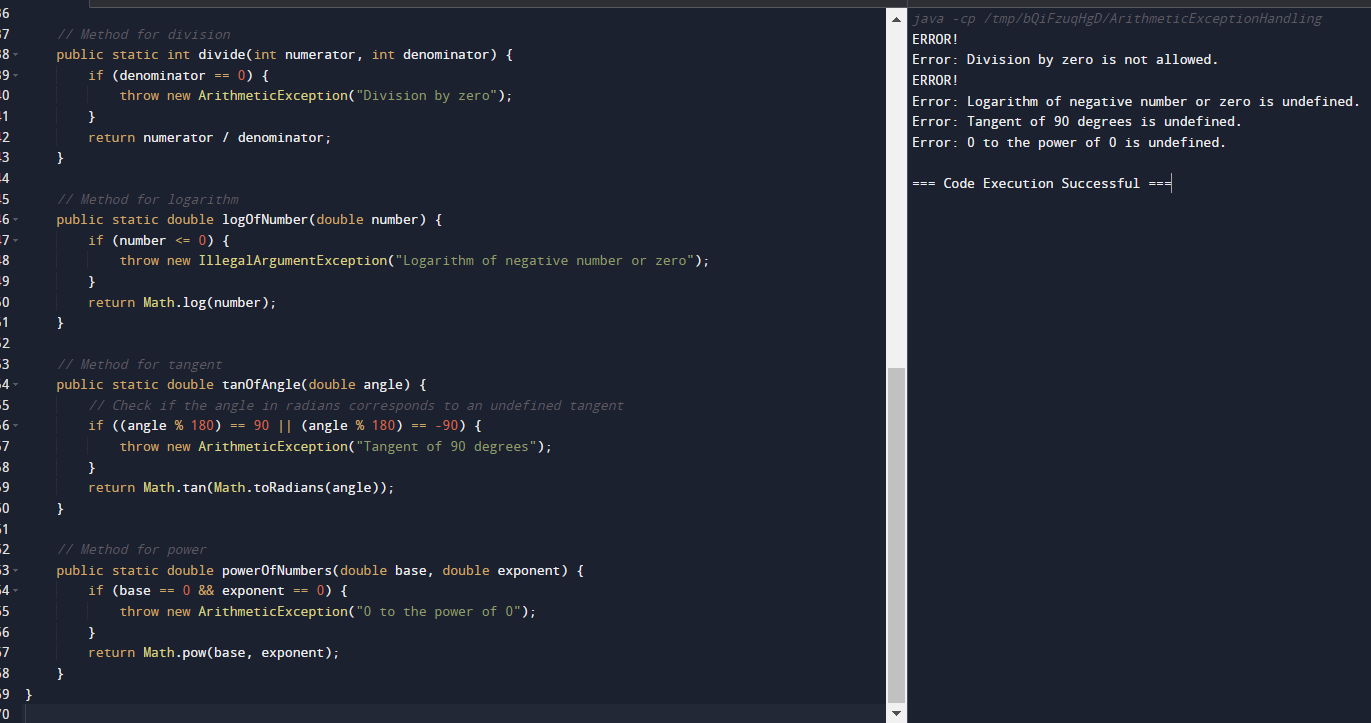 36
37 // Method for division
38 public static int divide(int numerator, int denominator) {
39 if (denominator == 0) {
40 throw new ArithmeticException("Division by zero");
41 }
42 return numerator / denominator;
43 }
44
45 // Method for logarithm
46 public static double logOfNumber(double number) {
47 if (number <= 0) {
48 throw new IllegalArgumentException("Logarithm of negative number or zero");
49 }
50 return Math.log(number);
51 }
52
53 // Method for tangent
54 public static double tanOfAngle(double angle) {
55 // Check if the angle in radians corresponds to an undefined tangent
56 if ((angle % 180) == 90 || (angle % 180) == -90) {
57 throw new ArithmeticException("Tangent of 90 degrees");
58 }
59 return Math.tan(Math.toRadians(angle));
60 }
61
62 // Method for power
63 public static double powerOfNumbers(double base, double exponent) {
64 if (base == 0 && exponent == 0) {
65 throw new ArithmeticException("0 to the power of 0");
66 }
67 return Math.pow(base, exponent);
68 }
69 }
70
java -cp /tmp/bQiFzuqHgD/ArithmeticExceptionHandling
ERROR!
Error: Division by zero is not allowed.
ERROR!
Error: Logarithm of negative number or zero is undefined.
Error: Tangent of 90 degrees is undefined.
Error: 0 to the power of 0 is undefined.
=== Code Execution Successful ===